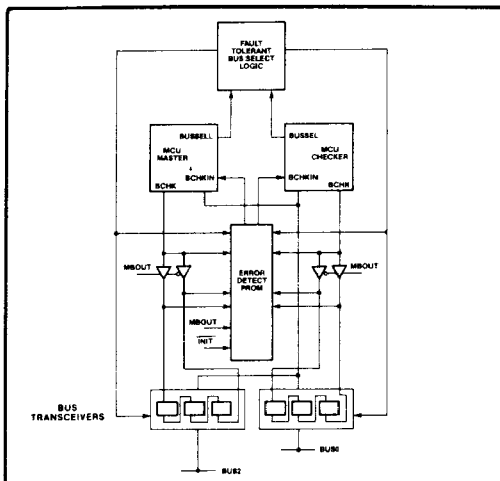 FAULT
TOLERANT
BUS SELECT
LOGIC
BUSSELL
MCU
MASTER
BCHKIN
BCHK
BUSSEL
MCU
CHECKER
BCHKIN
BCHK
MBOUT
MBOUT
ERROR
DETECT
PROM
MBOUT
INIT
BUS
TRANSCEIVERS
BUS2